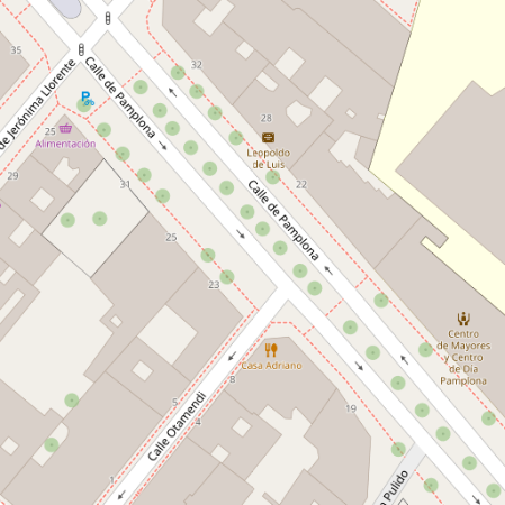 35
32
Calle de Pamplona
de Jerónima Llorente
28
25
Alimentación
Leopoldo
de Luis
29
31
22
Calle de Pamplona
25
23
Centro
de Mayores
y Centro
de Día
Pamplona
Casa Adriano
8
5
4
19
Calle Otamendi
1
o Pulido